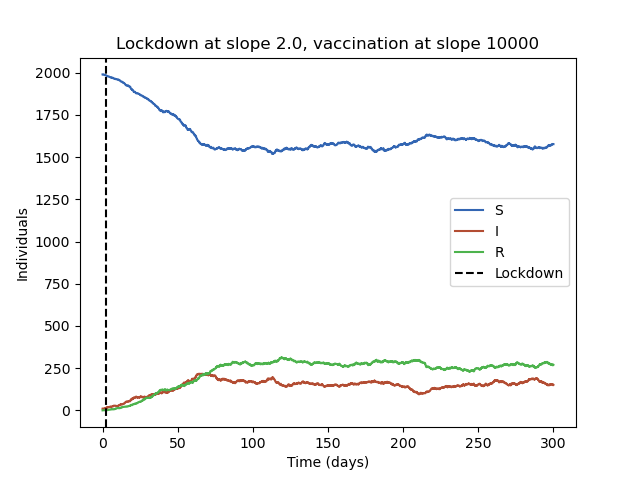 Lockdown at slope 2.0, vaccination at slope 10000
Individuals
2000
1750
1500
1250
1000
750
500
250
0
S
I
R
Lockdown
0 50 100 150 200 250 300
Time (days)